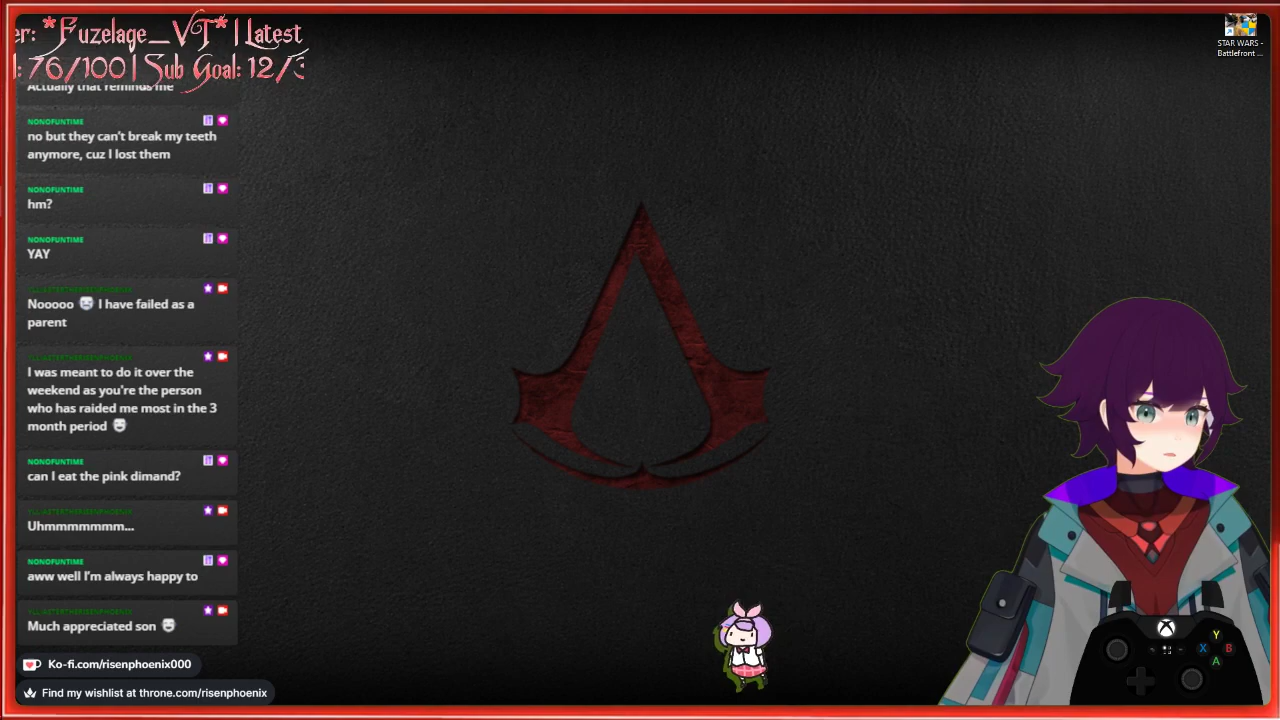 er: *Fuzelage_VT* | Latest
: 76/100 | Sub Goal: 12/3
Actually that reminds me
NONOFUNTIME
no but they can't break my teeth
anymore, cuz I lost them
NONOFUNTIME
hm?
NONOFUNTIME
YAY
Nooooo I have failed as a
parent
I was meant to do it over the
weekend as you're the person
who has raided me most in the 3
month period
NONOFUNTIME
can I eat the pink dimand?
Uhmmmmmmm...
NONOFUNTIME
aww well I'm always happy to
Much appreciated son
Ko-fi.com/risenphoenix000
Find my wishlist at throne.com/risenphoenix
STAR WARS -
Battlefront ...
Y
X B
A